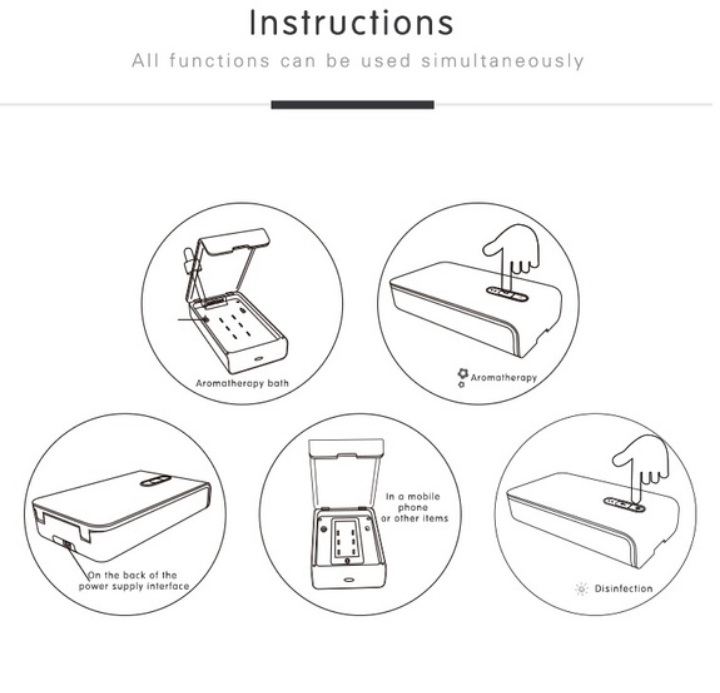 Instructions
All functions can be used simultaneously
Aromatherapy bath
Aromatherapy
On the back of the
power supply interface
In a mobile
phone
or other items
Disinfection